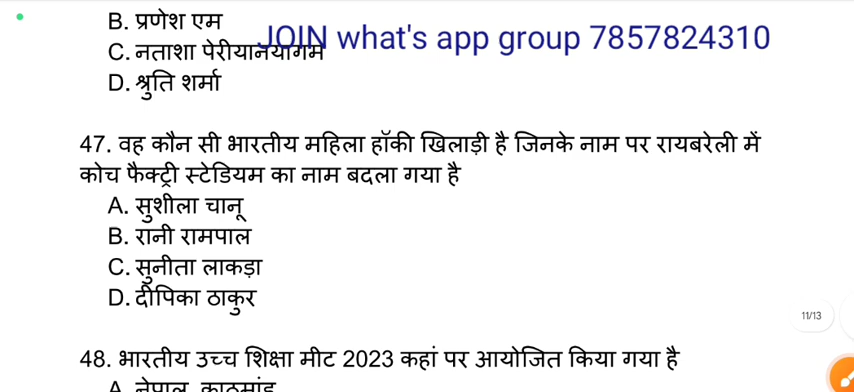 B. प्रणेश एम
JOIN what's app group 7857824310
C. नताशा पेरीयानयागम
D. श्रुति शर्मा
47. वह कौन सी भारतीय महिला हॉकी खिलाड़ी है जिनके नाम पर रायबरेली में
कोच फैक्ट्री स्टेडियम का नाम बदला गया है
A. सुशीला चानू
B. रानी रामपाल
C. सुनीता लाकड़ा
D. दीपिका ठाकुर
11/13
48. भारतीय उच्च शिक्षा मीट 2023 कहां पर आयोजित किया गया है
A. नेपाल काठमांडू